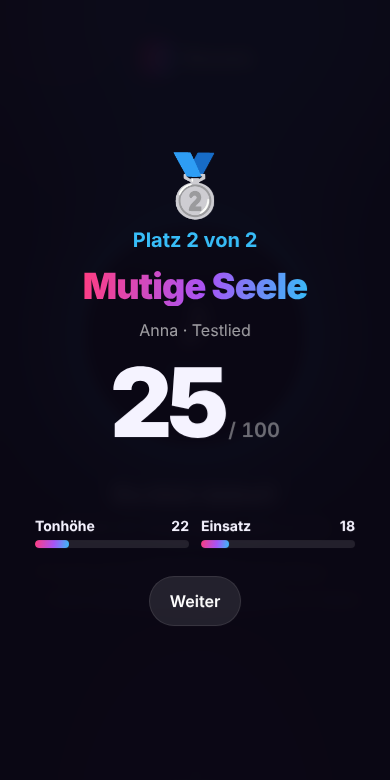 2
Platz 2 von 2
Mutige Seele
Anna · Testlied
25 / 100
Tonhöhe 22 Einsatz 18
Weiter